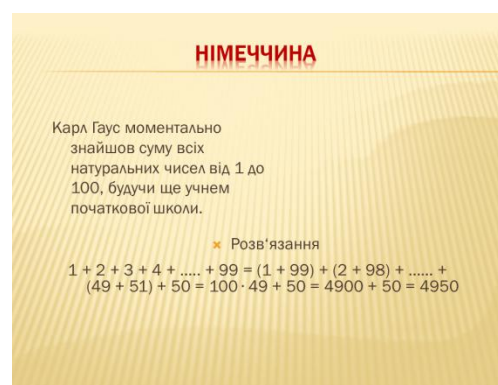 НІМЕЧЧИНА
Карл Гаус моментально
знайшов суму всіх
натуральних чисел від 1 до
100, будучи ще учнем
початкової школи.
Розв'язання
1 + 2 + 3 + 4 + ..... + 99 = (1 + 99) + (2 + 98) + ...... +
(49 + 51) + 50 = 100 · 49 + 50 = 4900 + 50 = 4950